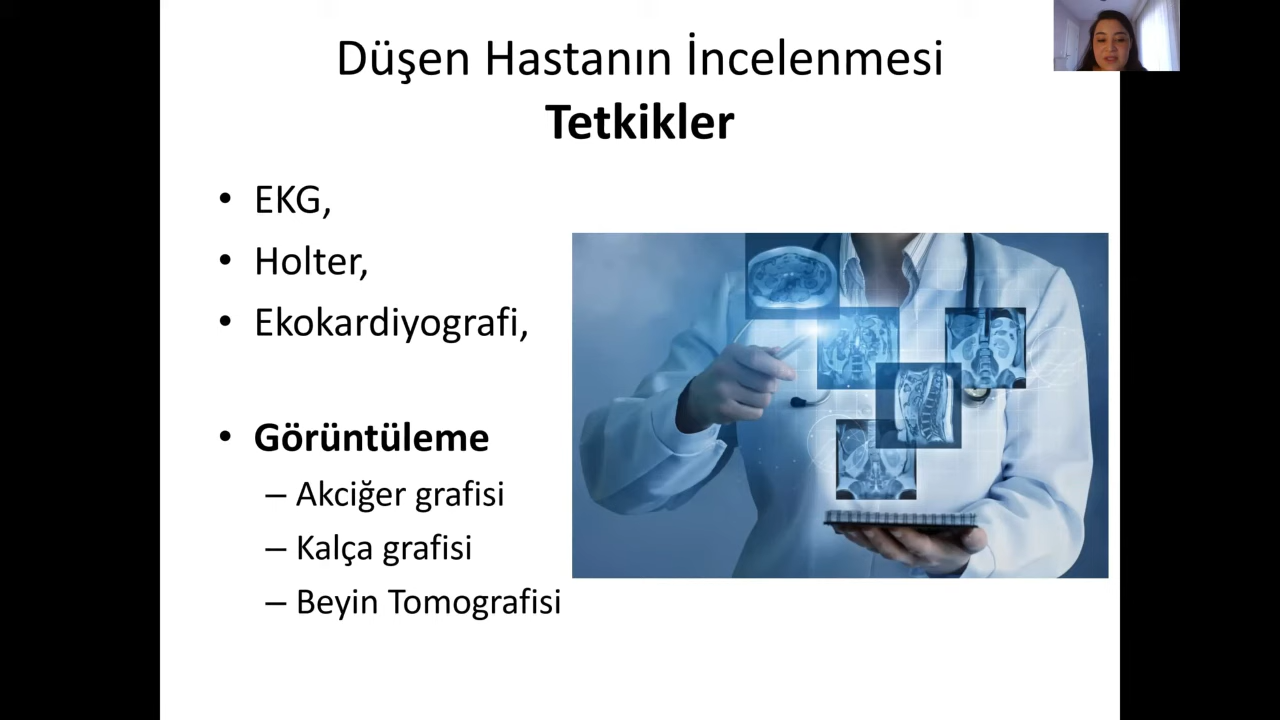 Düşen Hastanın İncelenmesi
Tetkikler
• EKG,
• Holter,
• Ekokardiyografi,
• Görüntüleme
– Akciğer grafisi
– Kalça grafisi
– Beyin Tomografisi